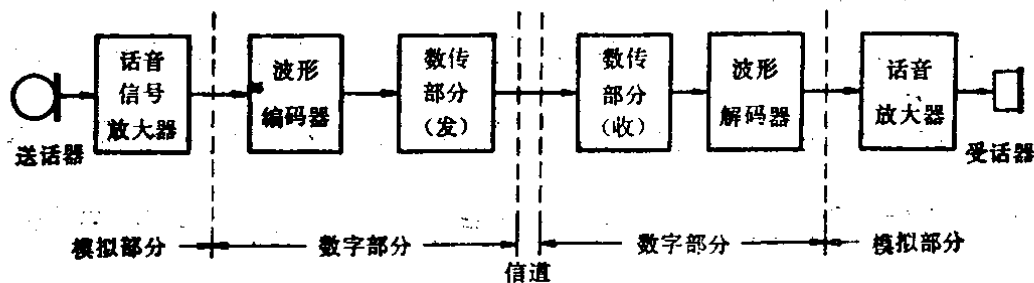 话音
信号
放大器
波形
编码器
数传
部分
(发)
数传
部分
(收)
波形
解码器
话音
放大器
送话器
受话器
模拟部分
数字部分
信道
数字部分
模拟部分